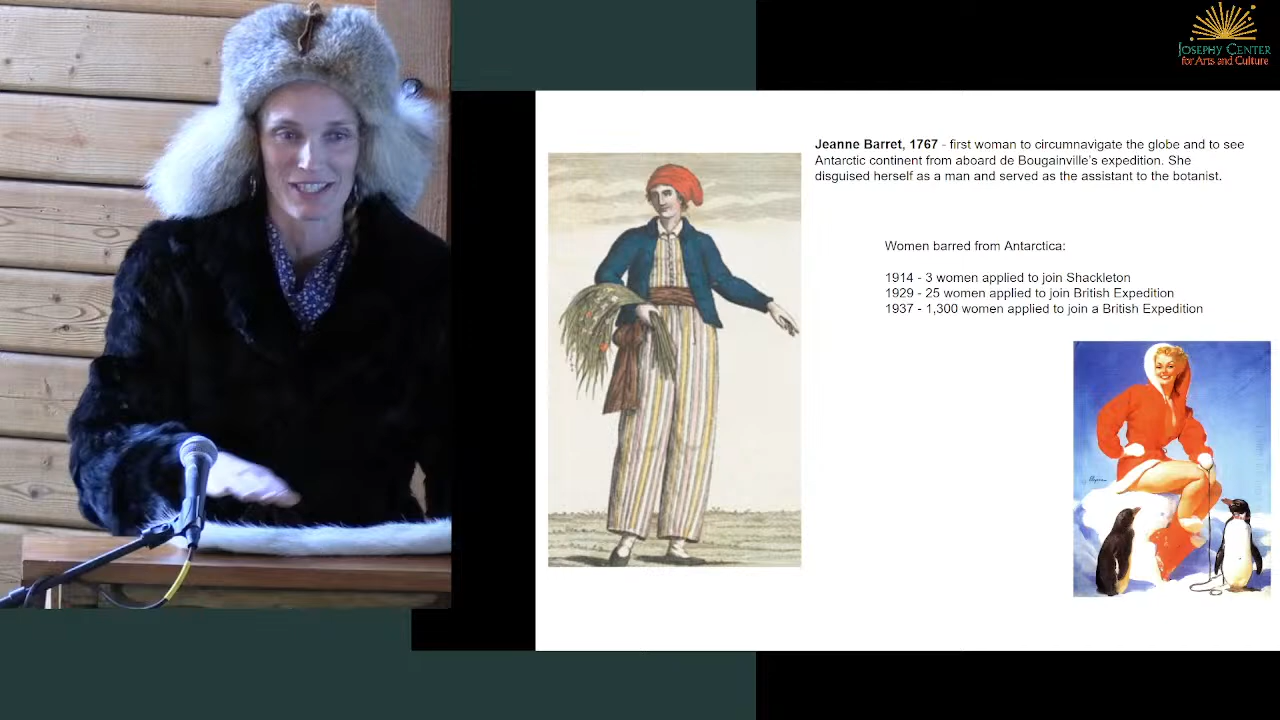 JOSEPHY CENTER
for Arts and Culture
Jeanne Barret, 1767 - first woman to circumnavigate the globe and to see
Antarctic continent from aboard de Bougainville's expedition. She
disguised herself as a man and served as the assistant to the botanist.
Women barred from Antarctica:
1914 - 3 women applied to join Shackleton
1929 - 25 women applied to join British Expedition
1937 - 1,300 women applied to join a British Expedition